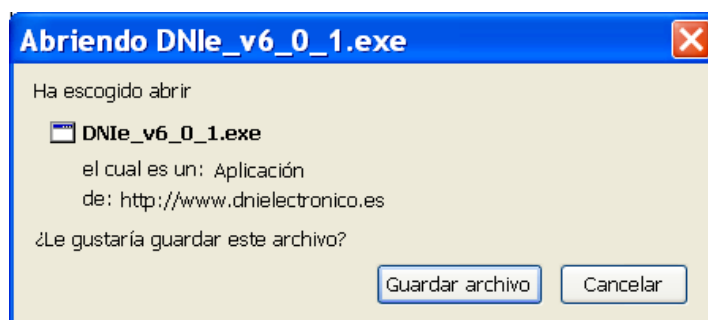 Abriendo DNIe_v6_0_1.exe
Ha escogido abrir
DNIe_v6_0_1.exe
el cual es un: Aplicación
de: http://www.dnielectronico.es
¿Le gustaría guardar este archivo?
Guardar archivo Cancelar